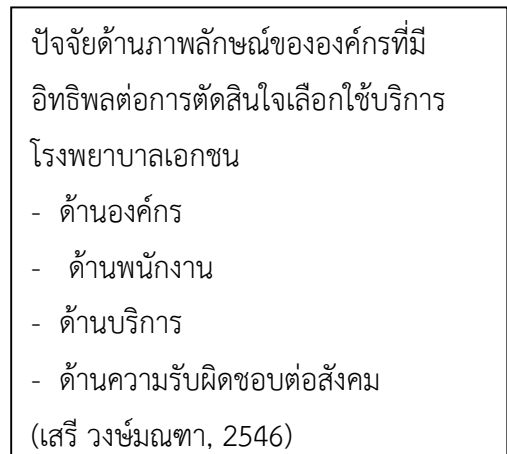 ปัจจัยด้านภาพลักษณ์ขององค์กรที่มี
อิทธิพลต่อการตัดสินใจเลือกใช้บริการ
โรงพยาบาลเอกชน
- ด้านองค์กร
- ด้านพนักงาน
- ด้านบริการ
- ด้านความรับผิดชอบต่อสังคม
(เสรี วงษ์มณฑา, 2546)